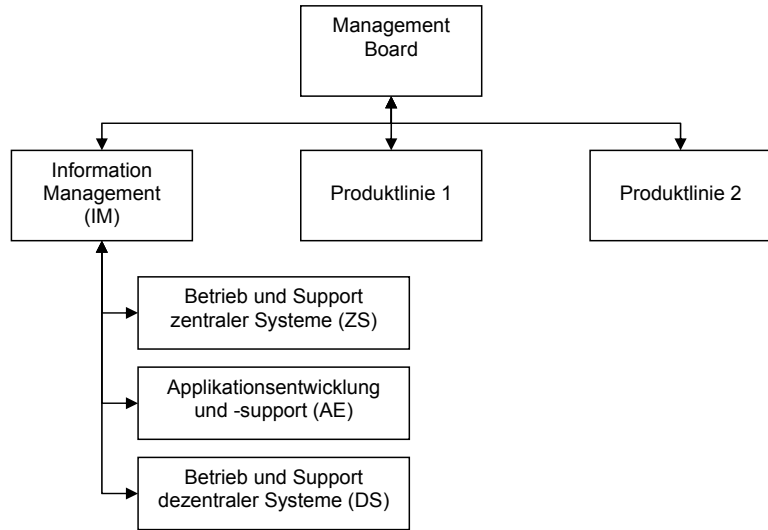 Management
Board
Information
Management
(IM)
Produktlinie 1
Produktlinie 2
Betrieb und Support
zentraler Systeme (ZS)
Applikationsentwicklung
und -support (AE)
Betrieb und Support
dezentraler Systeme (DS)